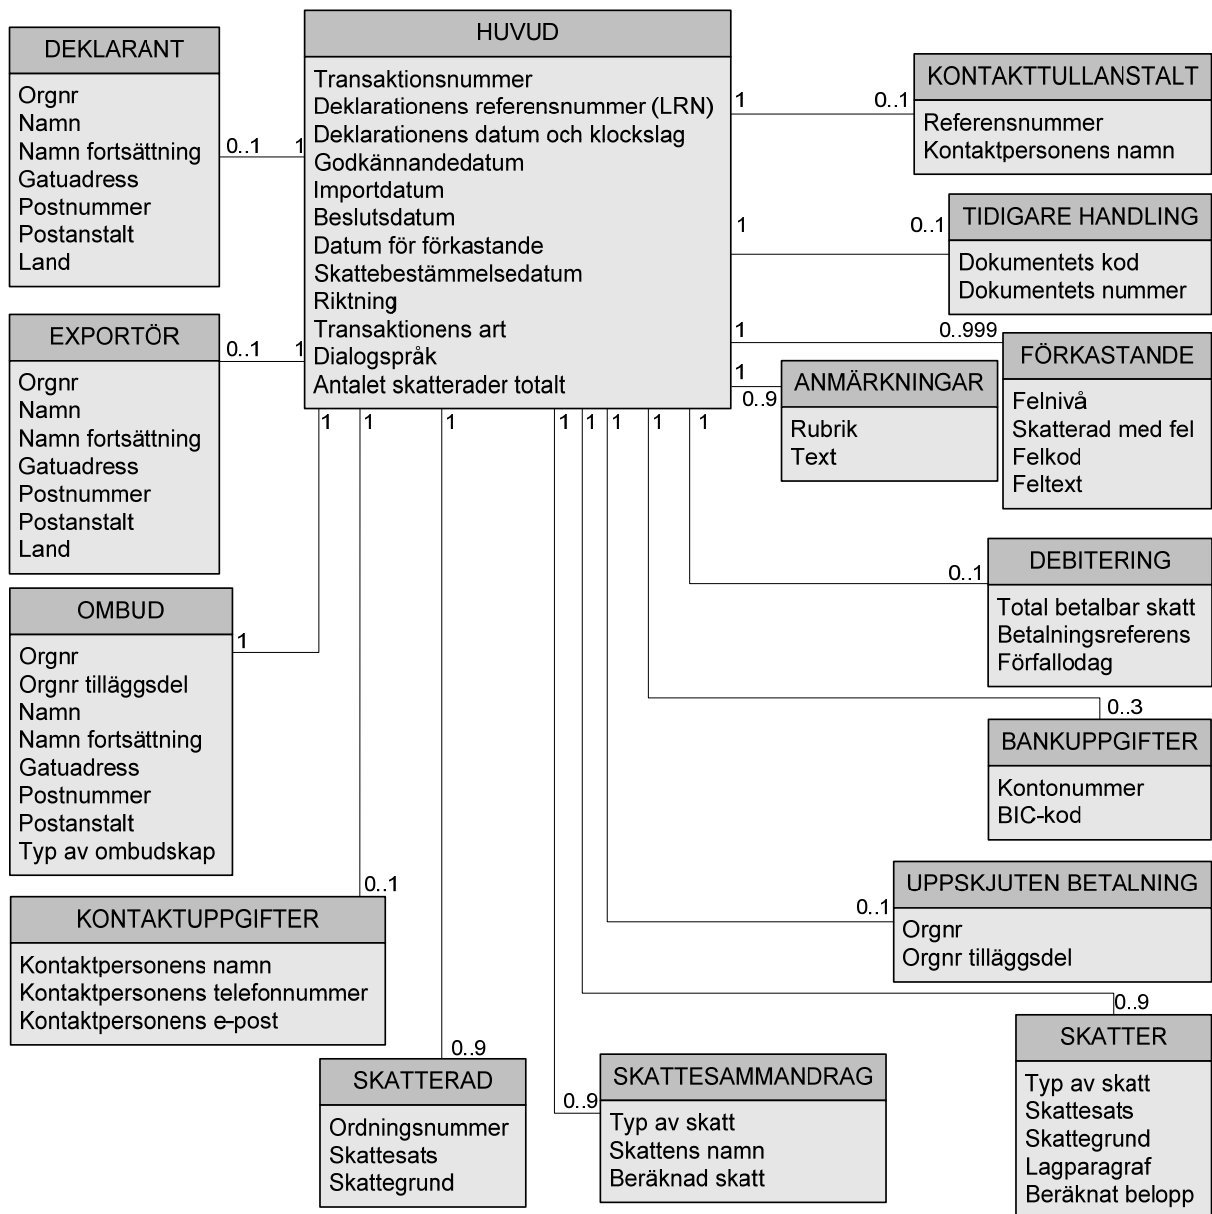 DEKLARANT
Orgnr
Namn
Namn fortsättning
Gatuadress
Postnummer
Postanstalt
Land
0..1
1
HUVUD
Transaktionsnummer
Deklarationens referensnummer (LRN)
Deklarationens datum och klockslag
Godkännandedatum
Importdatum
Beslutsdatum
Datum för förkastande
Skattebestämmelsedatum
Riktning
Transaktionens art
Dialogspråk
Antalet skatterader totalt
1
0..1
KONTAKTTULLANSTALT
Referensnummer
Kontaktpersonens namn
1
0..1
TIDIGARE HANDLING
Dokumentets kod
Dokumentets nummer
EXPORTÖR
Orgnr
Namn
Namn fortsättning
Gatuadress
Postnummer
Postanstalt
Land
0..1
1
1
0..999
FÖRKASTANDE
Felnivå
Skatterad med fel
Felkod
Feltext
1
0..9
ANMÄRKNINGAR
Rubrik
Text
1
1
1
1
1
1
1
1
OMBUD
Orgnr
Orgnr tilläggsdel
Namn
Namn fortsättning
Gatuadress
Postnummer
Postanstalt
Typ av ombudskap
1
0..1
DEBITERING
Total betalbar skatt
Betalningsreferens
Förfallodag
0..3
BANKUPPGIFTER
Kontonummer
BIC-kod
0..1
KONTAKTUPPGIFTER
Kontaktpersonens namn
Kontaktpersonens telefonnummer
Kontaktpersonens e-post
0..1
UPPSKJUTEN BETALNING
Orgnr
Orgnr tilläggsdel
0..9
SKATTERAD
Ordningsnummer
Skattesats
Skattegrund
0..9
SKATTESAMMANDRAG
Typ av skatt
Skattens namn
Beräknad skatt
0..9
SKATTER
Typ av skatt
Skattesats
Skattegrund
Lagparagraf
Beräknat belopp